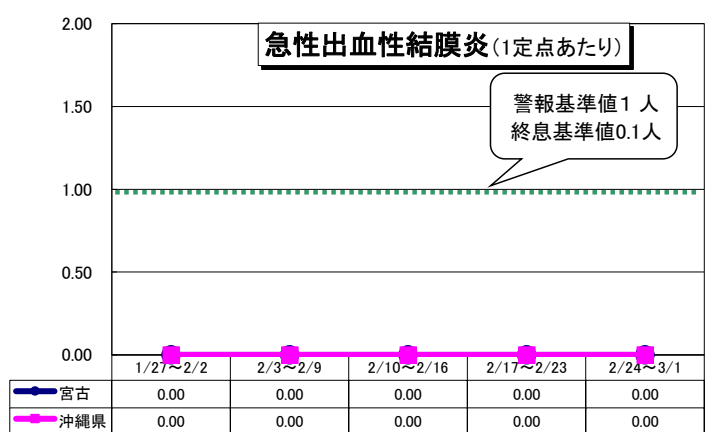 急性出血性結膜炎(1定点あたり)
警報基準値1 人
終息基準値0.1人
2.00
1.50
1.00
0.50
0.00
1/27～2/2 2/3～2/9 2/10～2/16 2/17～2/23 2/24～3/1
宮古 0.00 0.00 0.00 0.00 0.00
沖縄県 0.00 0.00 0.00 0.00 0.00